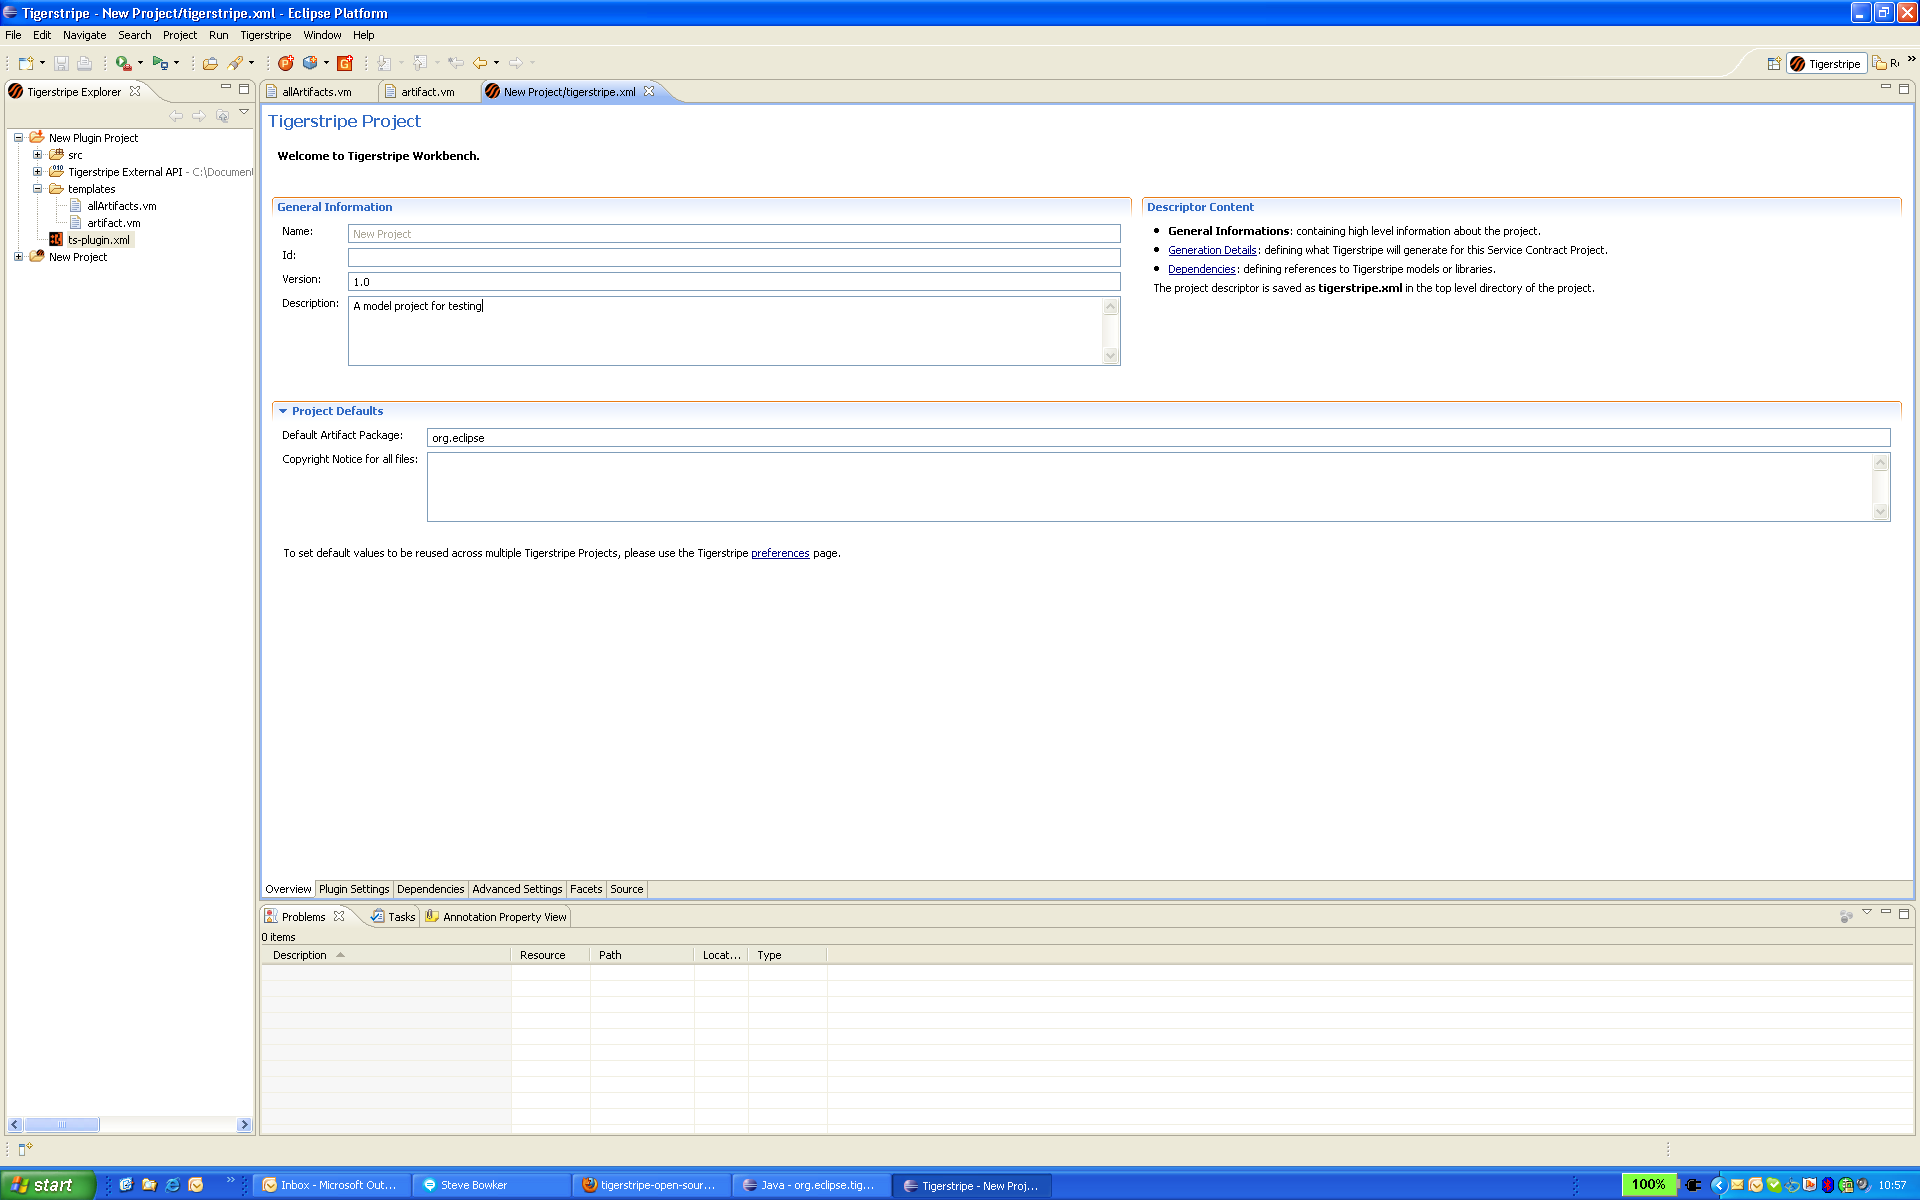 Tigerstripe - New Project/tigerstripe.xml - Eclipse Platform
File Edit Navigate Search Project Run Tigerstripe Window Help
Tigerstripe
Tigerstripe Explorer
allArtifacts.vm artifact.vm New Project/tigerstripe.xml
New Plugin Project
src
Tigerstripe External API - C:\Document
templates
allArtifacts.vm
artifact.vm
ts-plugin.xml
New Project
Tigerstripe Project
Welcome to Tigerstripe Workbench.
General Information
Name: New Project
Id:
Version: 1.0
Description: A model project for testing
Descriptor Content
General Informations: containing high level information about the project.
Generation Details: defining what Tigerstripe will generate for this Service Contract Project.
Dependencies: defining references to Tigerstripe models or libraries.
The project descriptor is saved as tigerstripe.xml in the top level directory of the project.
Project Defaults
Default Artifact Package: org.eclipse
Copyright Notice for all files:
To set default values to be reused across multiple Tigerstripe Projects, please use the Tigerstripe preferences page.
Overview Plugin Settings Dependencies Advanced Settings Facets Source
Problems Tasks Annotation Property View
0 items
Description Resource Path Locat... Type
start Inbox - Microsoft Out... Steve Bowker tigerstripe-open-sour... Java - org.eclipse.tig... Tigerstripe - New Proj... 100% 10:57